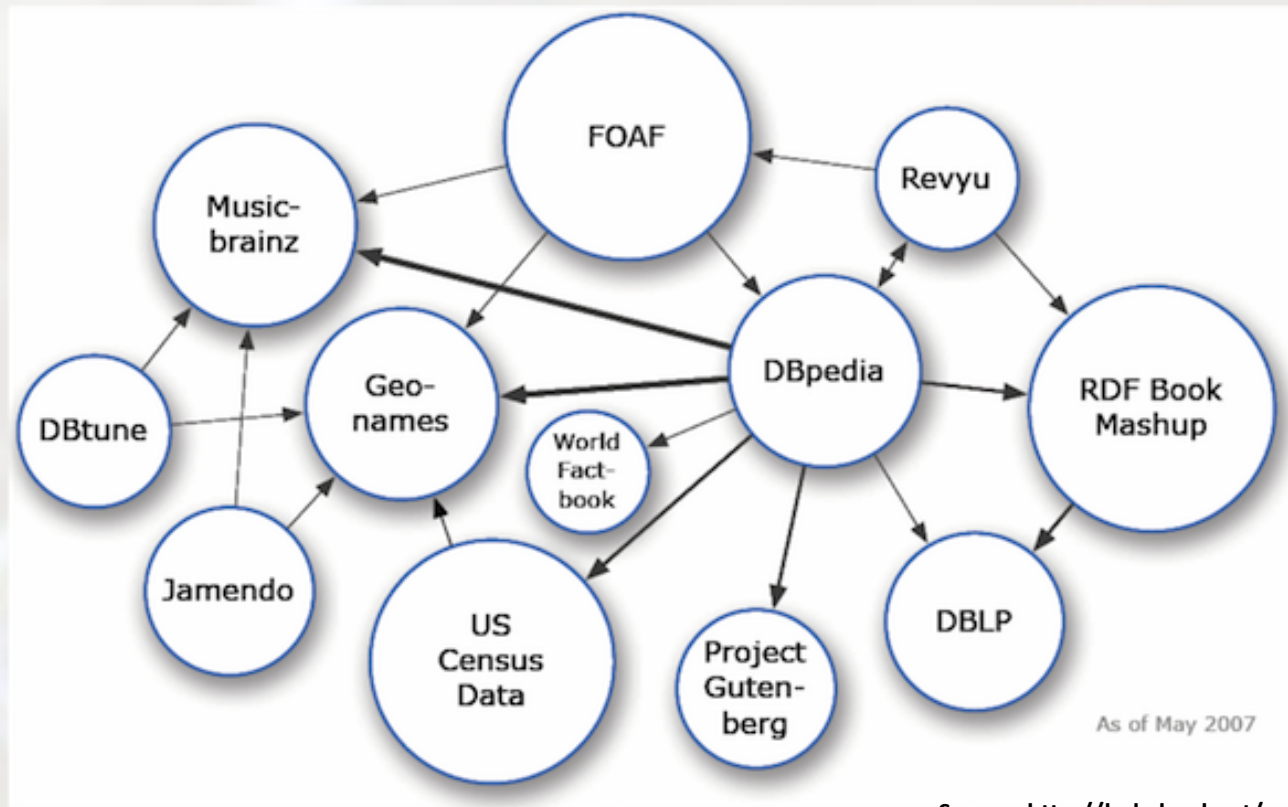 FOAF
Revyu
Music-
brainz
DBpedia
Geo-
names
RDF Book
Mashup
DBtune
World
Fact-
book
Jamendo
US
Census
Data
Project
Guten-
berg
DBLP
As of May 2007